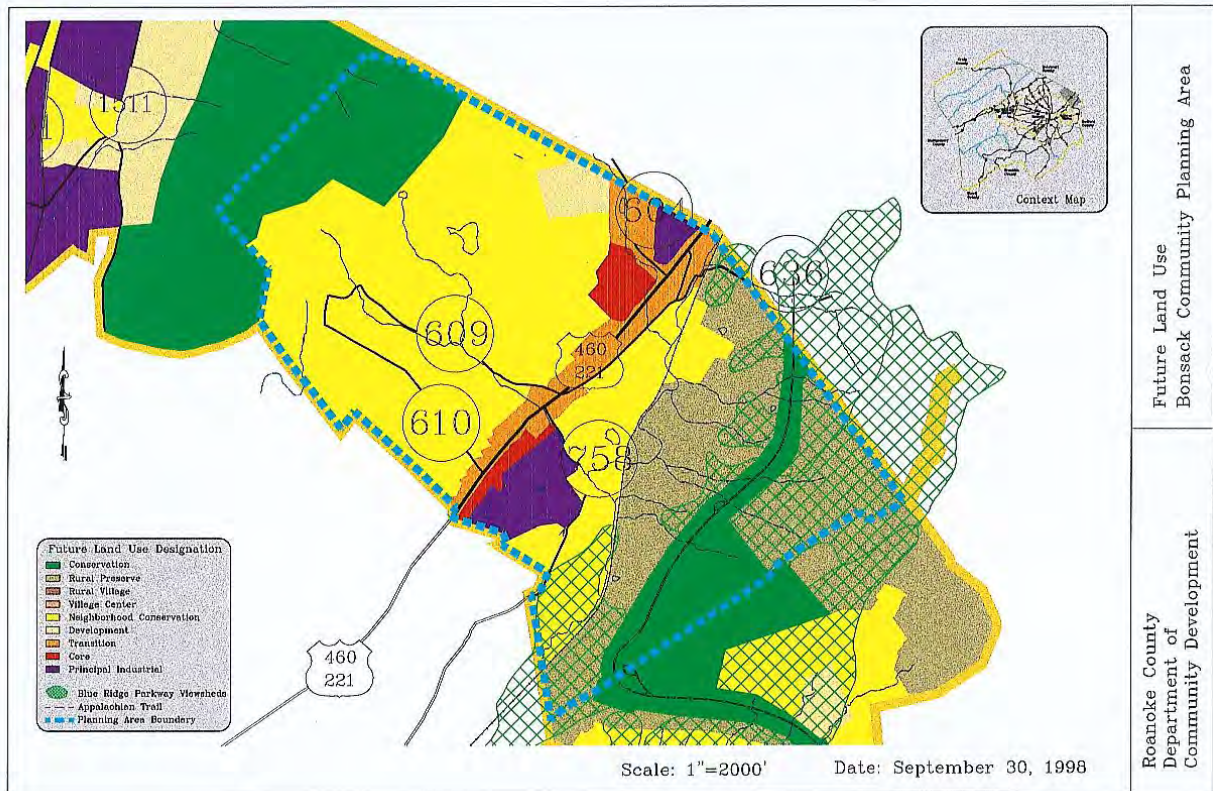 1511
604
636
609
460
221
610
758
460
221
Context Map
Future Land Use Designation
Conservation
Rural Preserve
Rural Village
Village Center
Neighborhood Conservation
Development
Transition
Core
Principal Industrial
Blue Ridge Parkway Viewsheds
Appalachian Trail
Planning Area Boundary
Scale: 1"=2000'
Date: September 30, 1998
Future Land Use
Bonsack Community Planning Area
Roanoke County
Department of
Community Development